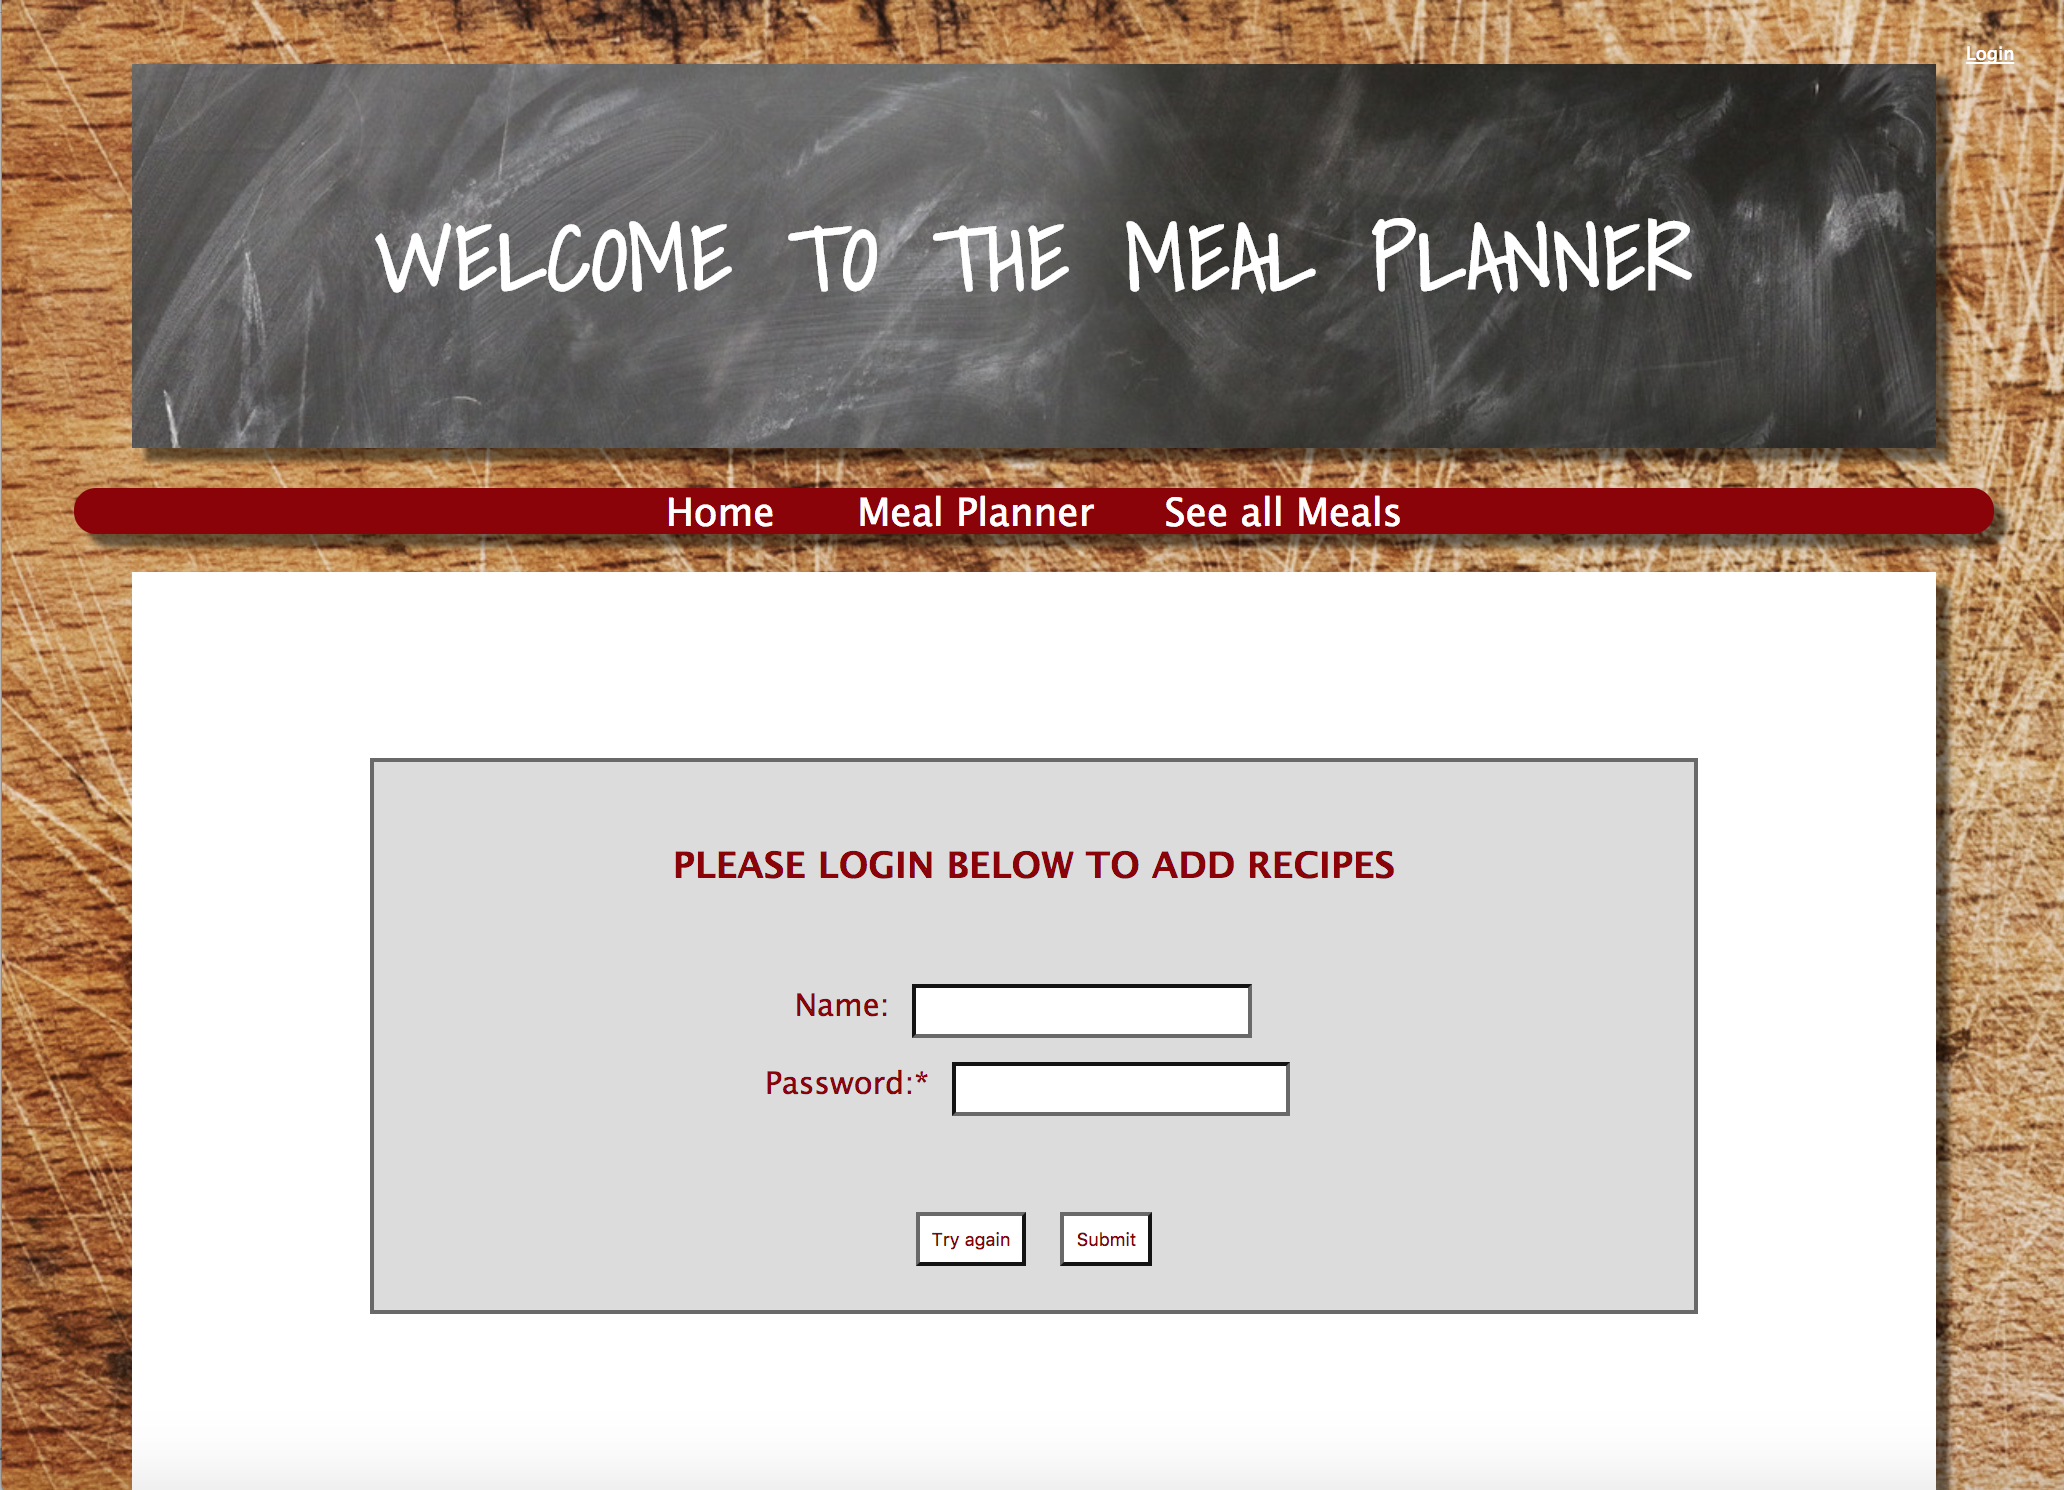 Login
WELCOME TO THE MEAL PLANNER
Home Meal Planner See all Meals
PLEASE LOGIN BELOW TO ADD RECIPES
Name:
Password:*
Try again Submit